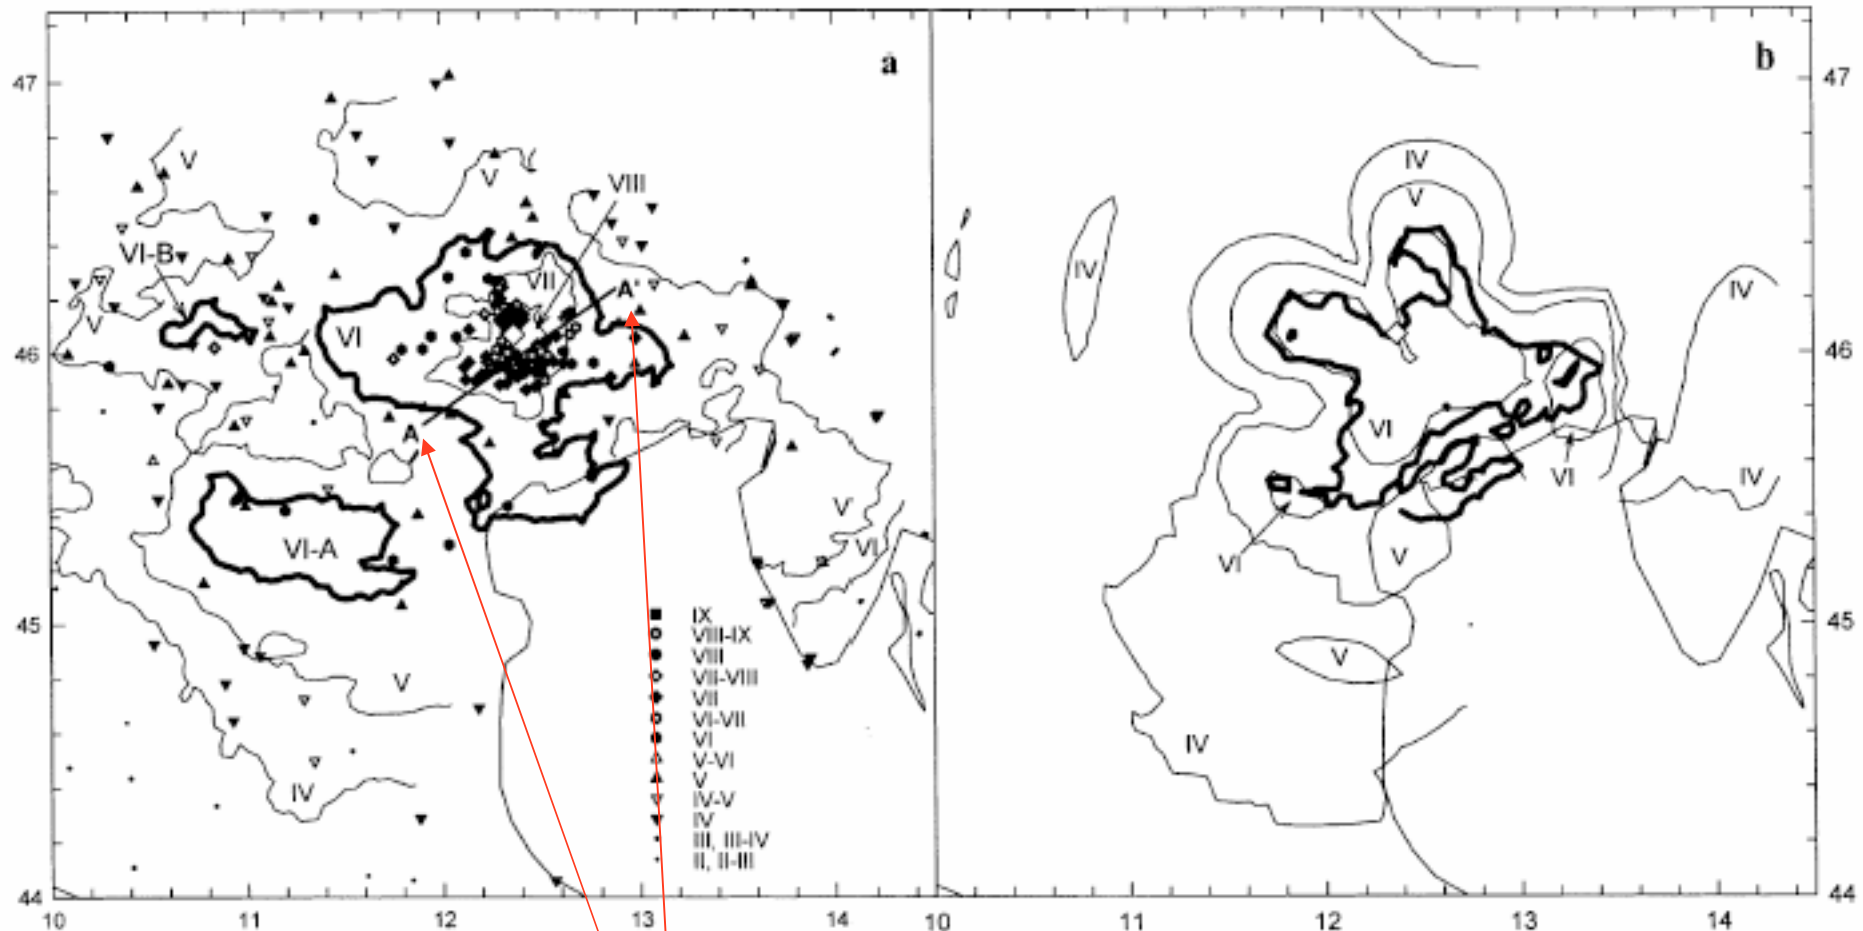 a
b
47
47
V
V
VIII
IV
V
VI-B
VII
IV
IV
V
A'
VI
46
46
A
VI
VI
IV
V
VI-A
VI
V
VI
45
45
IX
VIII-IX
VIII
VII-VIII
VII
VI-VII
VI
V-VI
V
IV-V
IV
III, III-IV
II, II-III
V
V
IV
IV
44
44
10
11
12
13
14
10
11
12
13
14